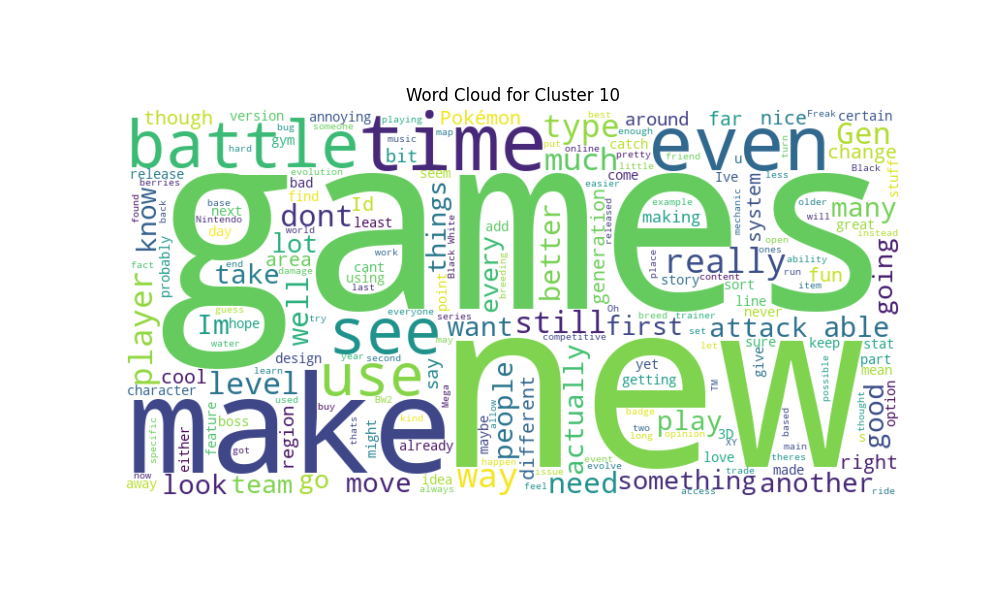 Word Cloud for Cluster 10
though
version
annoying
playing
Pokémon
best
around
far
nice
Freak
certain
battle
time
even
bug
someone
gym
hard
music
map
bit
put
type
online
enough
catch
pretty
little
friend
much
u
turn
Gen
change
release
evolution
seem
come
Ive
less
Black
stuff
berries
found
back
know
base
Nintendo
next
day
bad
find
Id
least
dont
world
games
things
Black White
add
every
breeding
better
easier
released
generation
example
making
mechanic
system
older
will
many
great
instead
going
open
ones
really
fact
probably
end
take
lot
area
damage
work
cant
using
last
point
place
story
content
run
ability
item
fun
sort
line
never
player
guess
Im
hope
water
well
try
everyone
series
see
may
want
still
competitive
Oh
first
breed
trainer
set
attack
able
let
sure
keep
stat
part
mean
design
year
second
say
new
yet
getting
give
possible
cool
character
level
learn
used
use
buy
BW2
Mega
kind
thats
people
different
maybe
allow
actually
badge
two
long
opinion
play
TM
3D
XY
based
main
thought
s
good
option
specific
either
feature
boss
got
region
make
might
already
idea
always
way
happen
issue
feel
event
evolve
need
love
trade
theres
made
right
now
away
look
team
go
move
something
access
another
ride